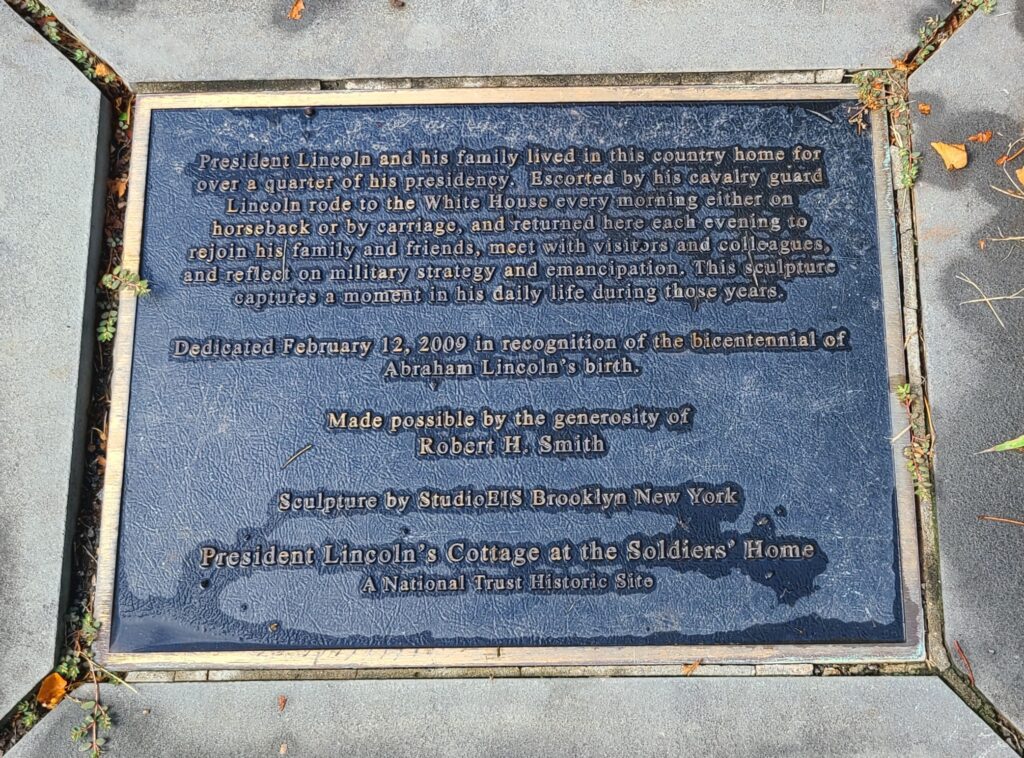 President Lincoln and his family lived in this country home for
over a quarter of his presidency. Escorted by his cavalry guard
Lincoln rode to the White House every morning either on
horseback or by carriage, and returned here each evening to
rejoin his family and friends, meet with visitors and colleagues,
and reflect on military strategy and emancipation. This sculpture
captures a moment in his daily life during those years.
Dedicated February 12, 2009 in recognition of the bicentennial of
Abraham Lincoln's birth.
Made possible by the generosity of
Robert H. Smith
Sculpture by StudioEIS Brooklyn New York
President Lincoln's Cottage at the Soldiers' Home
A National Trust Historic Site